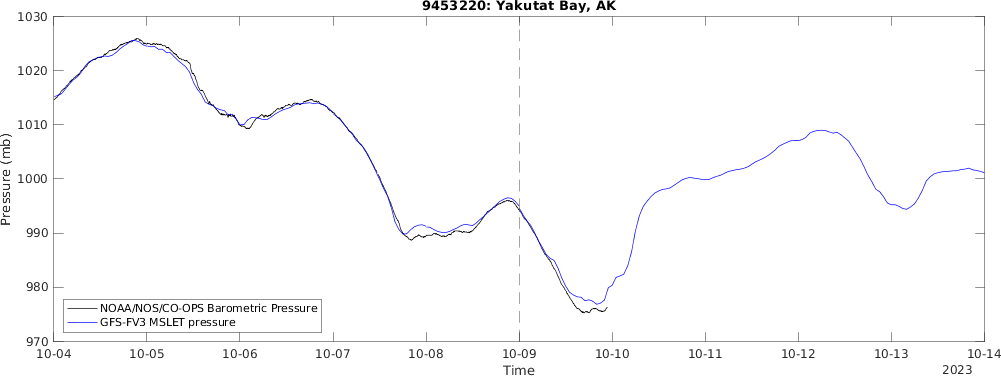 9453220: Yakutat Bay, AK
1030
1020
1010
1000
990
980
970
Pressure (mb)
NOAA/NOS/CO-OPS Barometric Pressure
GFS-FV3 MSLET pressure
10-04 10-05 10-06 10-07 10-08 10-09 10-10 10-11 10-12 10-13 10-14
Time
2023